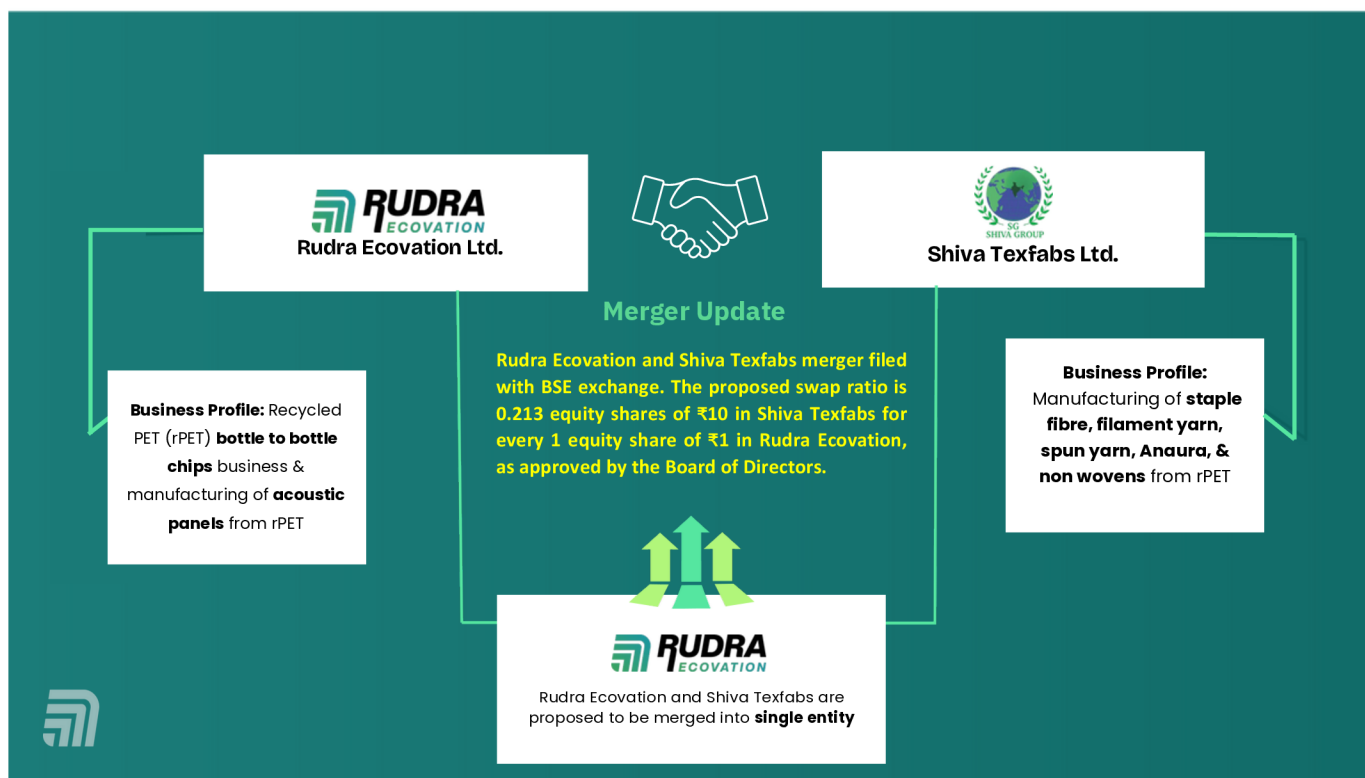 RUDRA
ECOVATION
Rudra Ecovation Ltd.
SG
SHIVA GROUP
Shiva Texfabs Ltd.
Merger Update
Rudra Ecovation and Shiva Texfabs merger filed
with BSE exchange. The proposed swap ratio is
0.213 equity shares of ₹10 in Shiva Texfabs for
every 1 equity share of ₹1 in Rudra Ecovation,
as approved by the Board of Directors.
Business Profile: Recycled
PET (rPET) bottle to bottle
chips business &
manufacturing of acoustic
panels from rPET
Business Profile:
Manufacturing of staple
fibre, filament yarn,
spun yarn, Anaura, &
non wovens from rPET
RUDRA
ECOVATION
Rudra Ecovation and Shiva Texfabs are
proposed to be merged into single entity